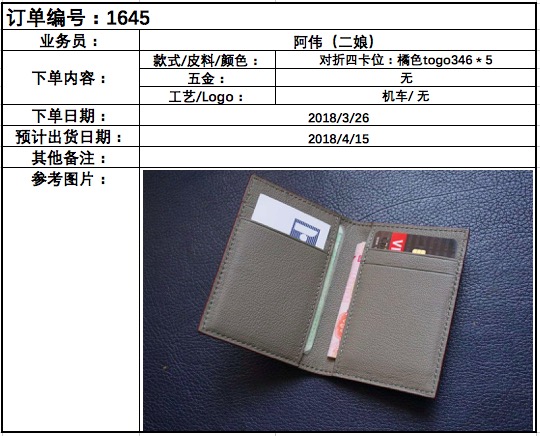 订单编号：1645
业务员： 阿伟（二娘）
下单内容： 款式/皮料/颜色： 对折四卡位：橘色togo346＊5
五金： 无
工艺/Logo： 机车/ 无
下单日期： 2018/3/26
预计出货日期： 2018/4/15
其他备注：
参考图片：